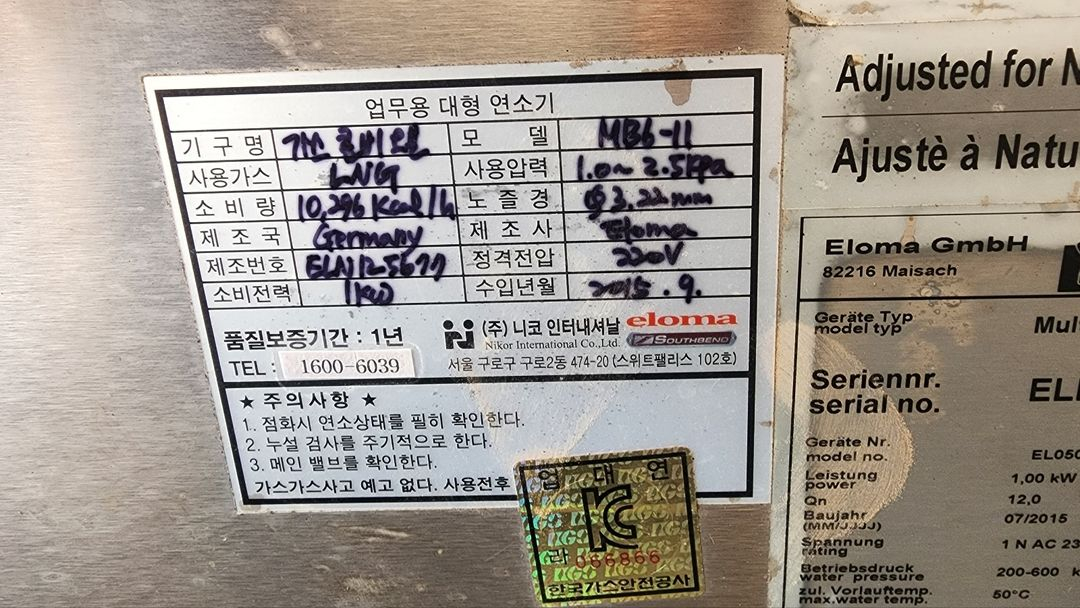 업무용 대형 연소기
기구명 가스 콤비오븐 모델 MB6-11
사용가스 LNG 사용압력 1.0~2.5kpa
소비량 10,296 Kcal/h 노즐경 Φ3.22mm
제조국 Germany 제조사 Eloma
제조번호 정격전압 220V
소비전력 1kw 수입년월 2015.9.
품질보증기간 : 1년
(주) 니코 인터내셔날
Nikor International Co.,Ltd.
eloma
SOUTHBEND
TEL : 1600-6039
서울 구로구 구로2동 474-20 (스위트팰리스 102호)
★ 주의사항 ★
1. 점화시 연소상태를 필히 확인한다.
2. 누설 검사를 주기적으로 한다.
3. 메인 밸브를 확인한다.
가스가스사고 예고 없다. 사용전후
업 대 연
KC
라 066866
한국가스안전공사
Adjusted for N
Ajustè à Natu
Eloma GmbH
82216 Maisach
Geräte Typ
model typ Mul
Seriennr.
serial no. EL
Geräte Nr.
model no. EL050
Leistung
power 1,00 kW
Qn 12,0
Baujahr
(MM/JJJJ) 07/2015
Spannung
rating 1 N AC 23
Betriebsdruck
water pressure 200-600 k
zul. Vorlauftemp.
max.water temp. 50°C